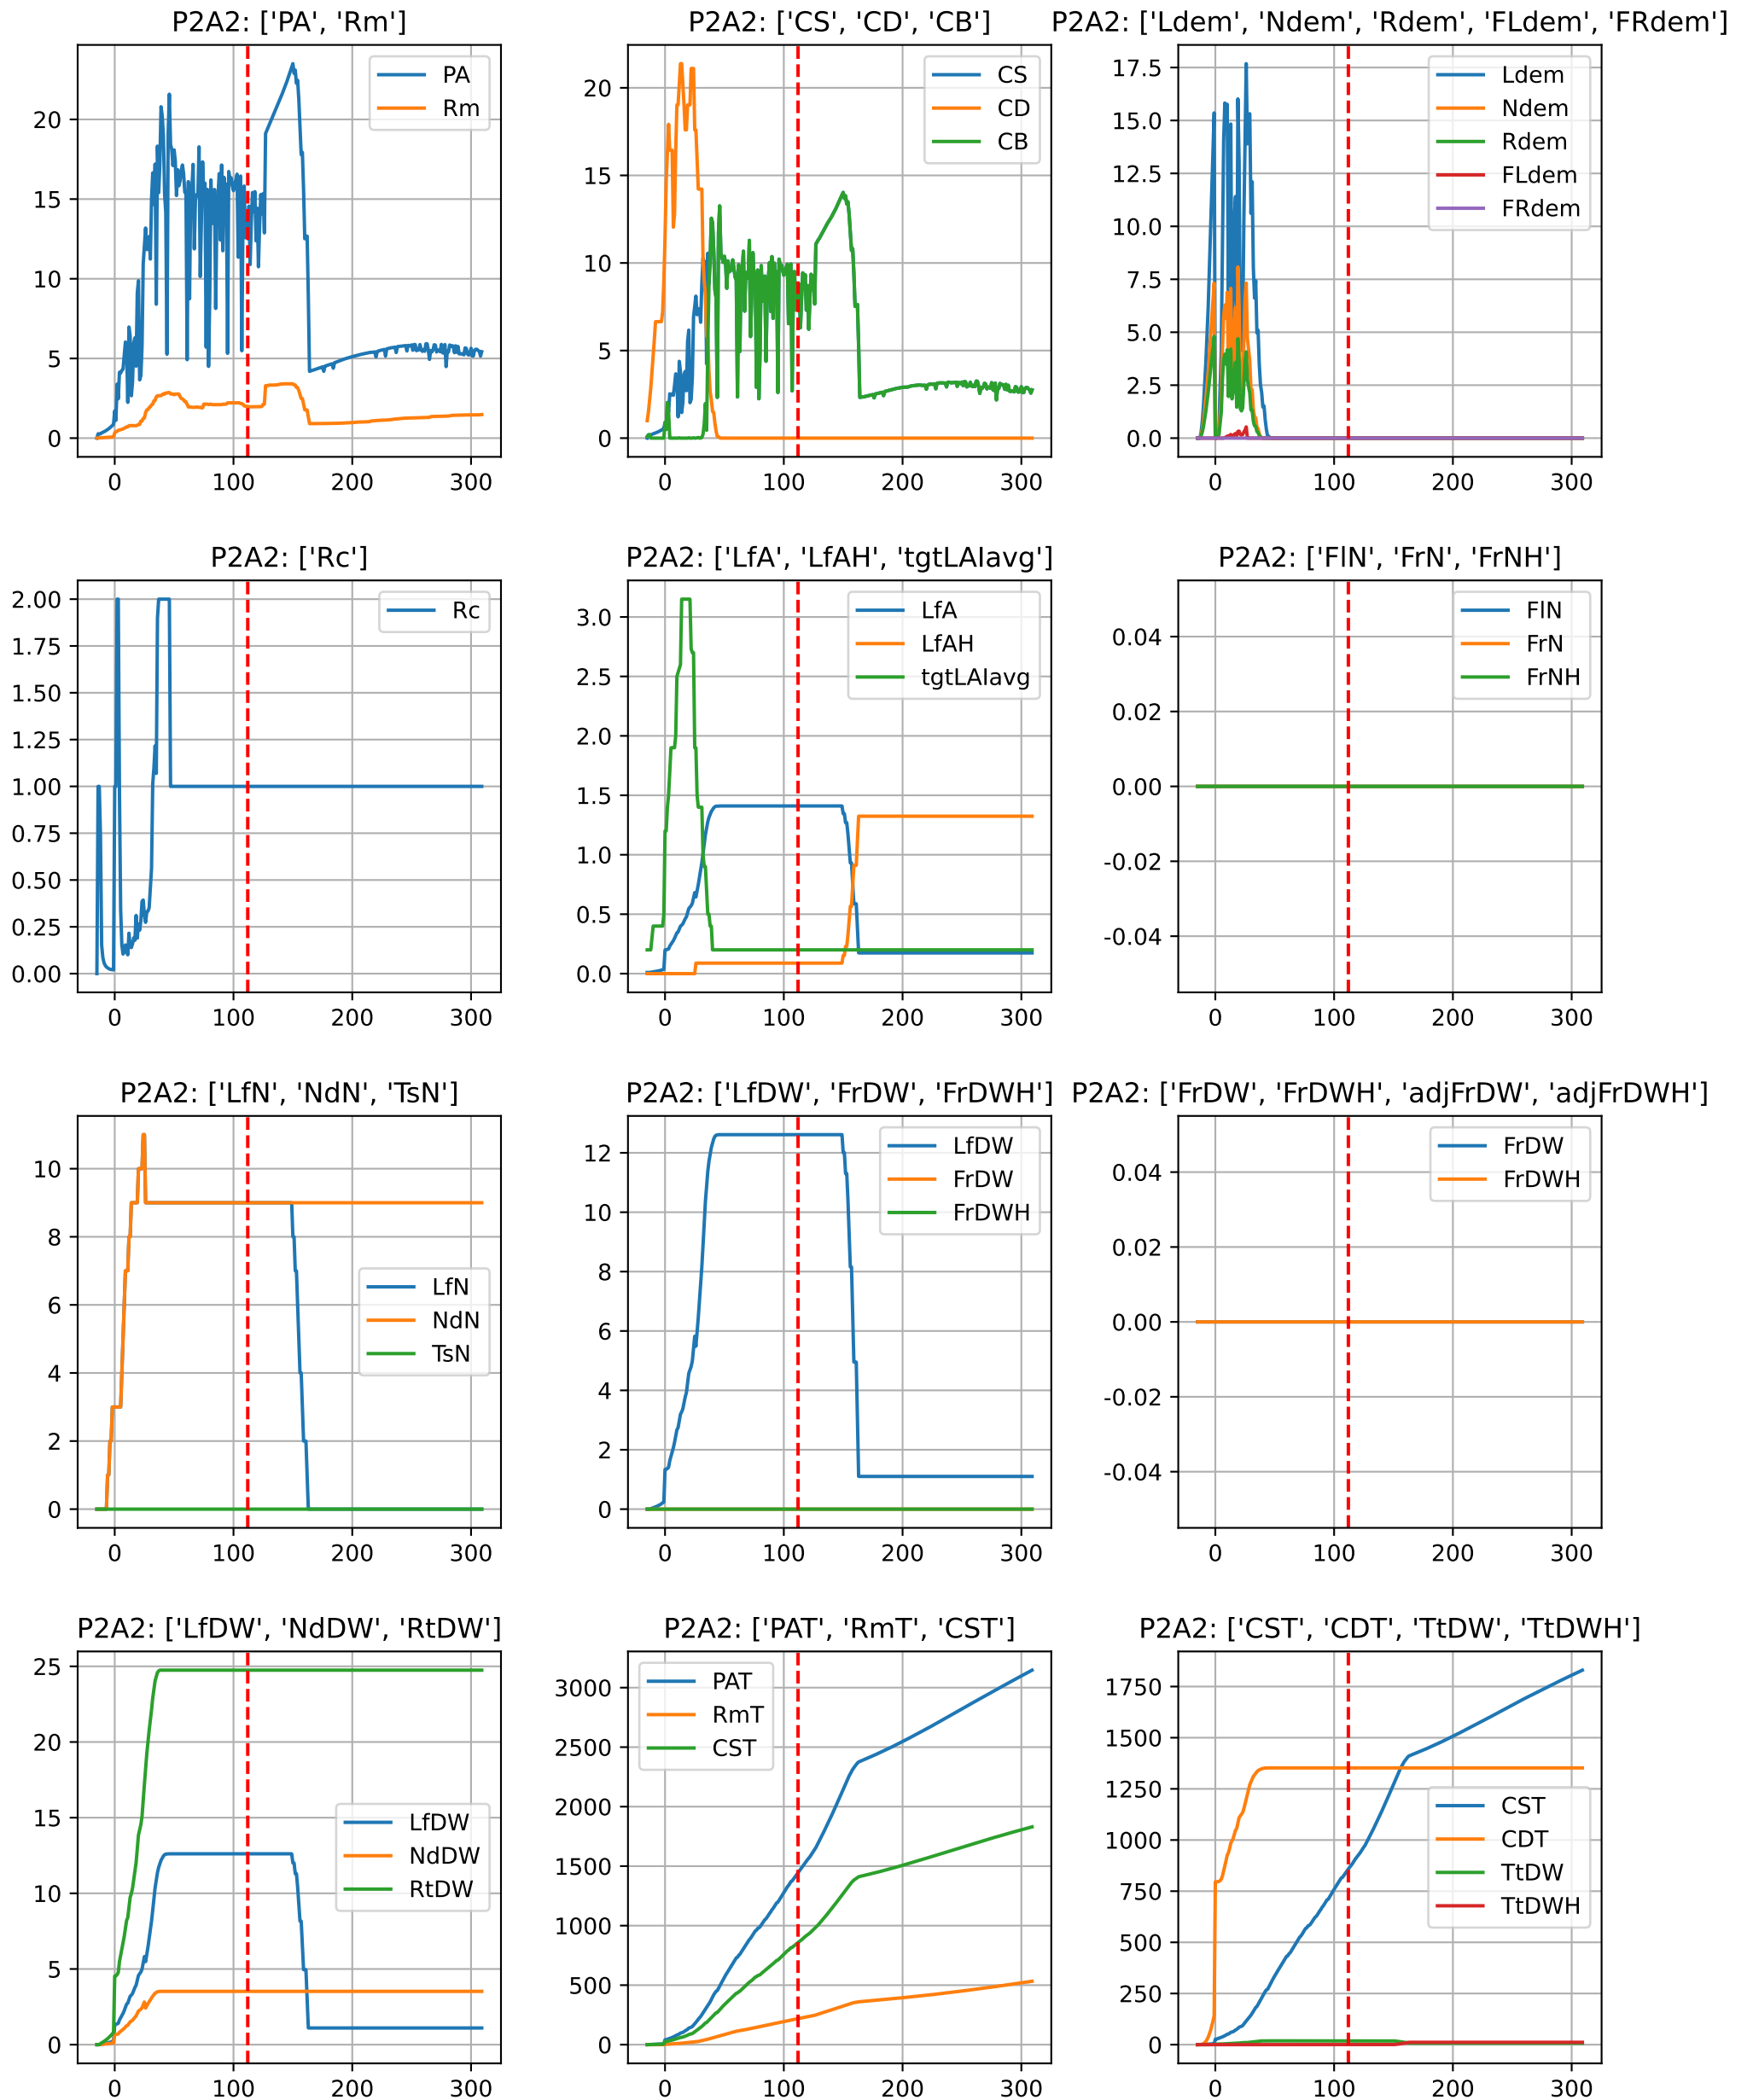 P2A2: ['PA', 'Rm']
PA
Rm
20
15
10
5
0
0 100 200 300
P2A2: ['CS', 'CD', 'CB']
CS
CD
CB
20
15
10
5
0
0 100 200 300
P2A2: ['Ldem', 'Ndem', 'Rdem', 'FLdem', 'FRdem']
Ldem
Ndem
Rdem
FLdem
FRdem
17.5
15.0
12.5
10.0
7.5
5.0
2.5
0.0
0 100 200 300
P2A2: ['Rc']
Rc
2.00
1.75
1.50
1.25
1.00
0.75
0.50
0.25
0.00
0 100 200 300
P2A2: ['LfA', 'LfAH', 'tgtLAIavg']
LfA
LfAH
tgtLAIavg
3.0
2.5
2.0
1.5
1.0
0.5
0.0
0 100 200 300
P2A2: ['FlN', 'FrN', 'FrNH']
FlN
FrN
FrNH
0.04
0.02
0.00
-0.02
-0.04
0 100 200 300
P2A2: ['LfN', 'NdN', 'TsN']
LfN
NdN
TsN
10
8
6
4
2
0
0 100 200 300
P2A2: ['LfDW', 'FrDW', 'FrDWH']
LfDW
FrDW
FrDWH
12
10
8
6
4
2
0
0 100 200 300
P2A2: ['FrDW', 'FrDWH', 'adjFrDW', 'adjFrDWH']
FrDW
FrDWH
0.04
0.02
0.00
-0.02
-0.04
0 100 200 300
P2A2: ['LfDW', 'NdDW', 'RtDW']
LfDW
NdDW
RtDW
25
20
15
10
5
0
0 100 200 300
P2A2: ['PAT', 'RmT', 'CST']
PAT
RmT
CST
3000
2500
2000
1500
1000
500
0
0 100 200 300
P2A2: ['CST', 'CDT', 'TtDW', 'TtDWH']
CST
CDT
TtDW
TtDWH
1750
1500
1250
1000
750
500
250
0
0 100 200 300